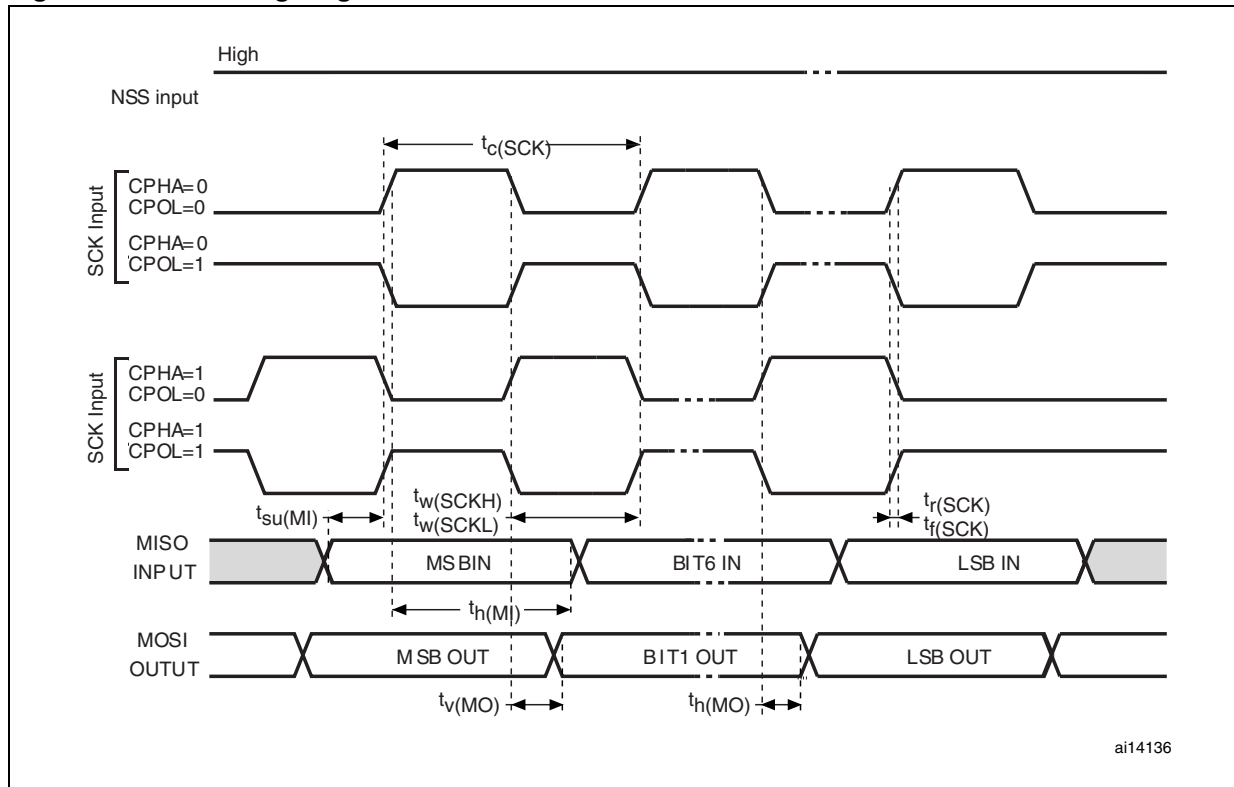 High
NSS input
tc(SCK)
SCK Input
CPHA=0
CPOL=0
CPHA=0
CPOL=1
SCK Input
CPHA=1
CPOL=0
CPHA=1
CPOL=1
tsu(MI)
tw(SCKH)
tw(SCKL)
tr(SCK)
tf(SCK)
MISO
INPUT
MSBIN
BIT6 IN
LSB IN
th(MI)
MOSI
OUTUT
MSB OUT
BIT1 OUT
LSB OUT
tv(MO)
th(MO)
ai14136